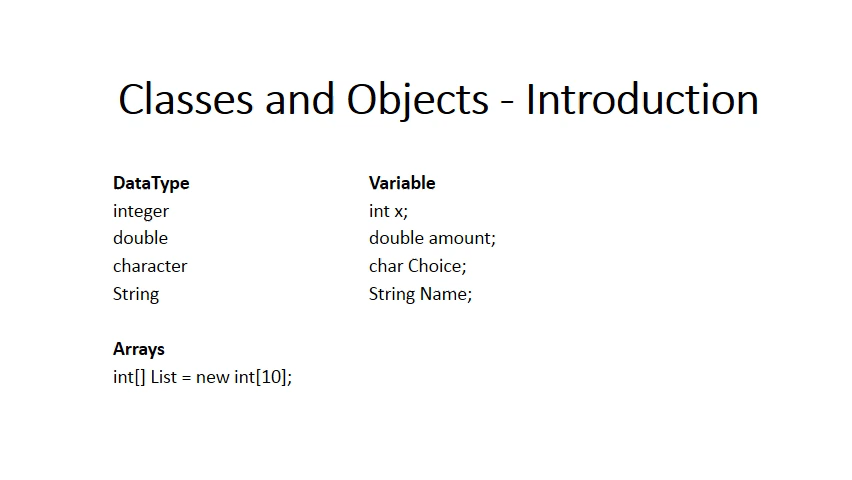 Classes and Objects - Introduction
DataType Variable
integer int x;
double double amount;
character char Choice;
String String Name;
Arrays
int[] List = new int[10];